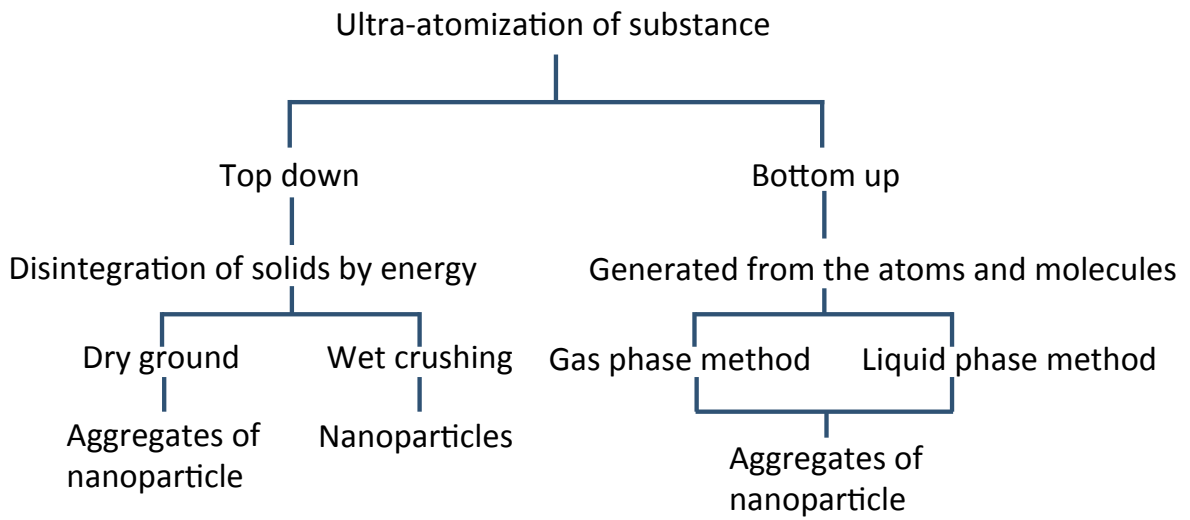 Ultra-atomization of substance
Top down
Bottom up
Disintegration of solids by energy
Generated from the atoms and molecules
Dry ground
Wet crushing
Gas phase method
Liquid phase method
Aggregates of
nanoparticle
Nanoparticles
Aggregates of
nanoparticle